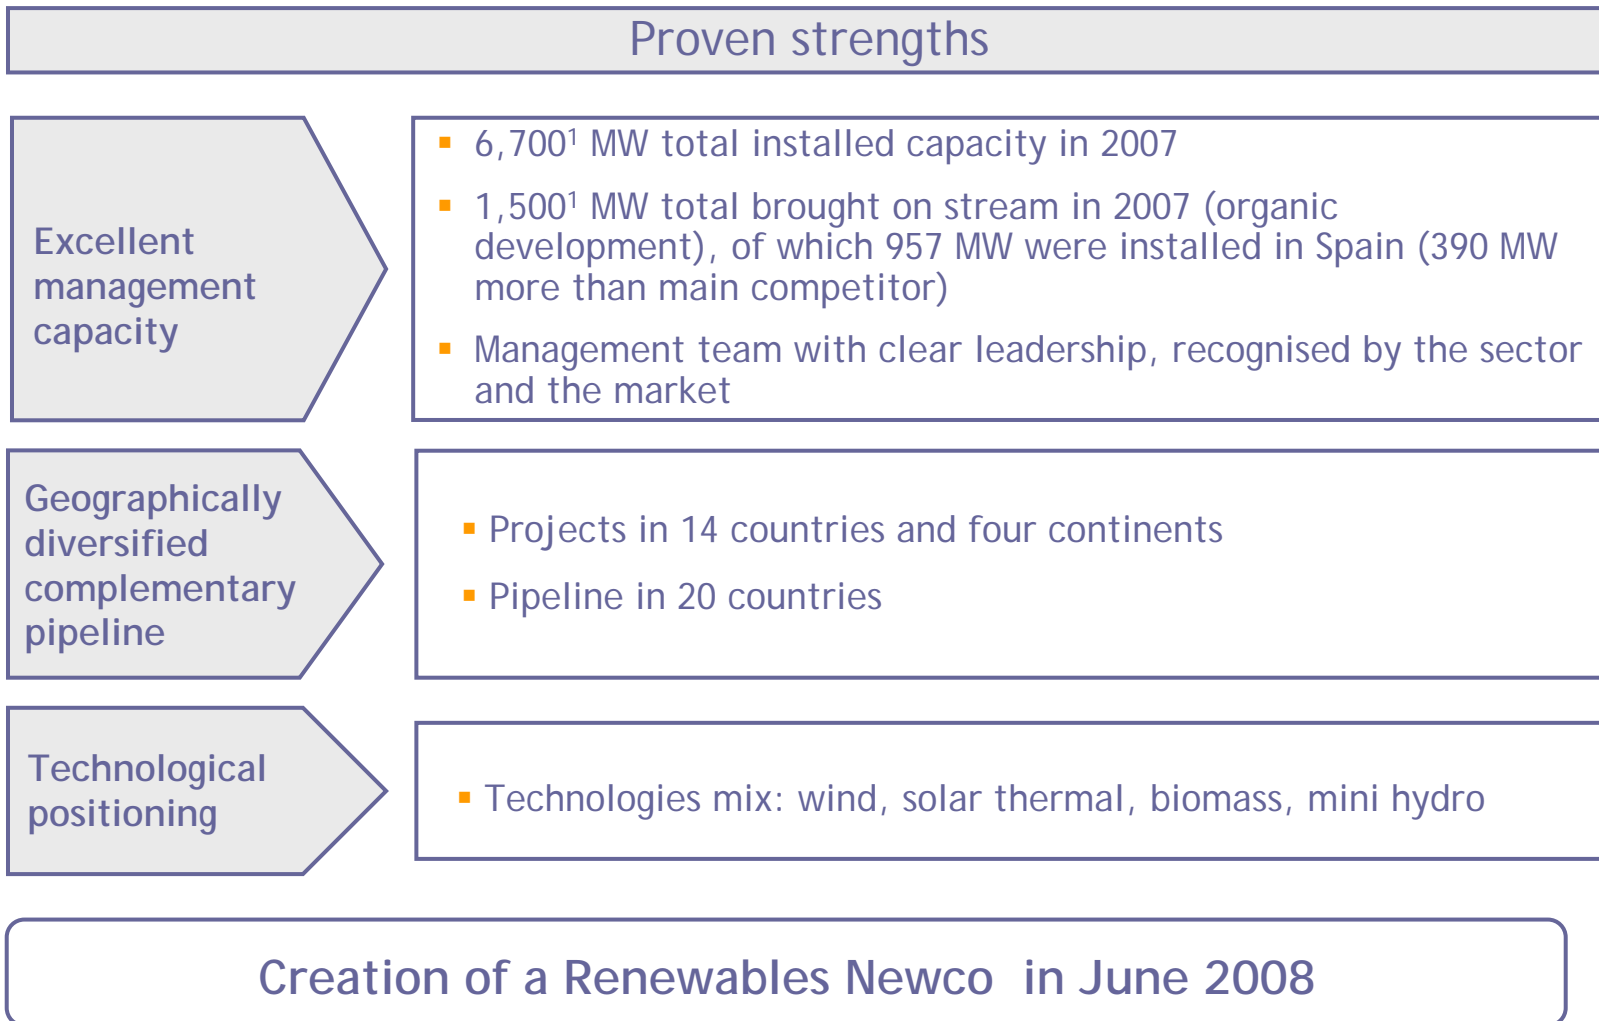 Proven strengths
Excellent
management
capacity
▪ 6,700¹ MW total installed capacity in 2007
▪ 1,500¹ MW total brought on stream in 2007 (organic
development), of which 957 MW were installed in Spain (390 MW
more than main competitor)
▪ Management team with clear leadership, recognised by the sector
and the market
Geographically
diversified
complementary
pipeline
▪ Projects in 14 countries and four continents
▪ Pipeline in 20 countries
Technological
positioning
▪ Technologies mix: wind, solar thermal, biomass, mini hydro
Creation of a Renewables Newco in June 2008